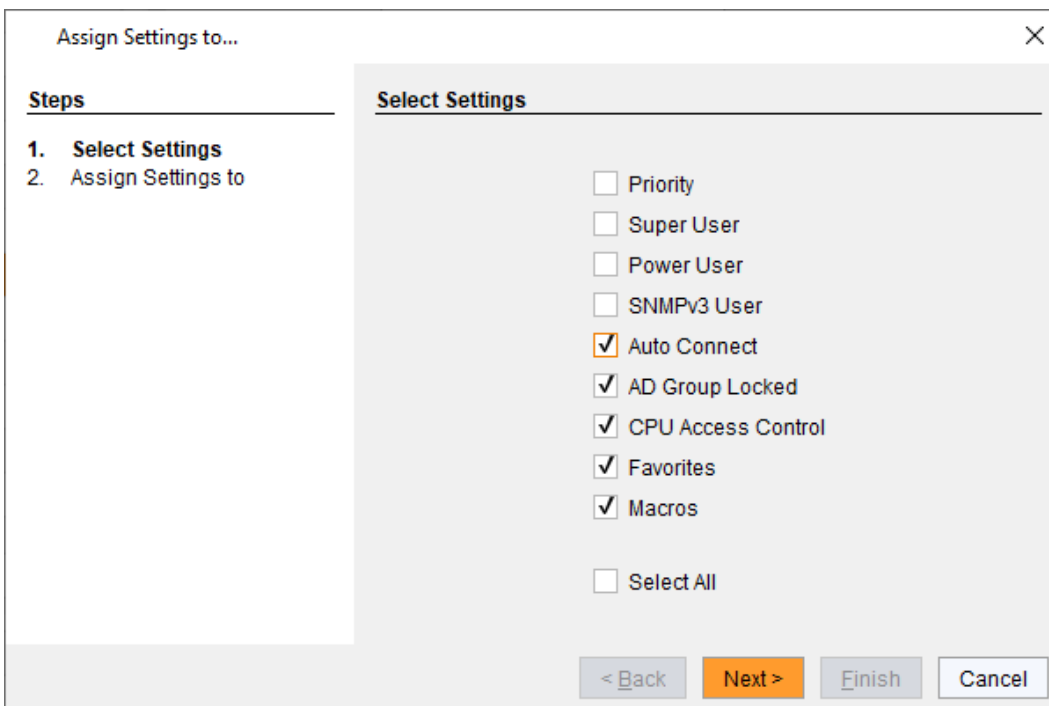 Assign Settings to...
Steps
1. Select Settings
2. Assign Settings to
Select Settings
Priority
Super User
Power User
SNMPv3 User
Auto Connect
AD Group Locked
CPU Access Control
Favorites
Macros
Select All
< Back
Next >
Finish
Cancel